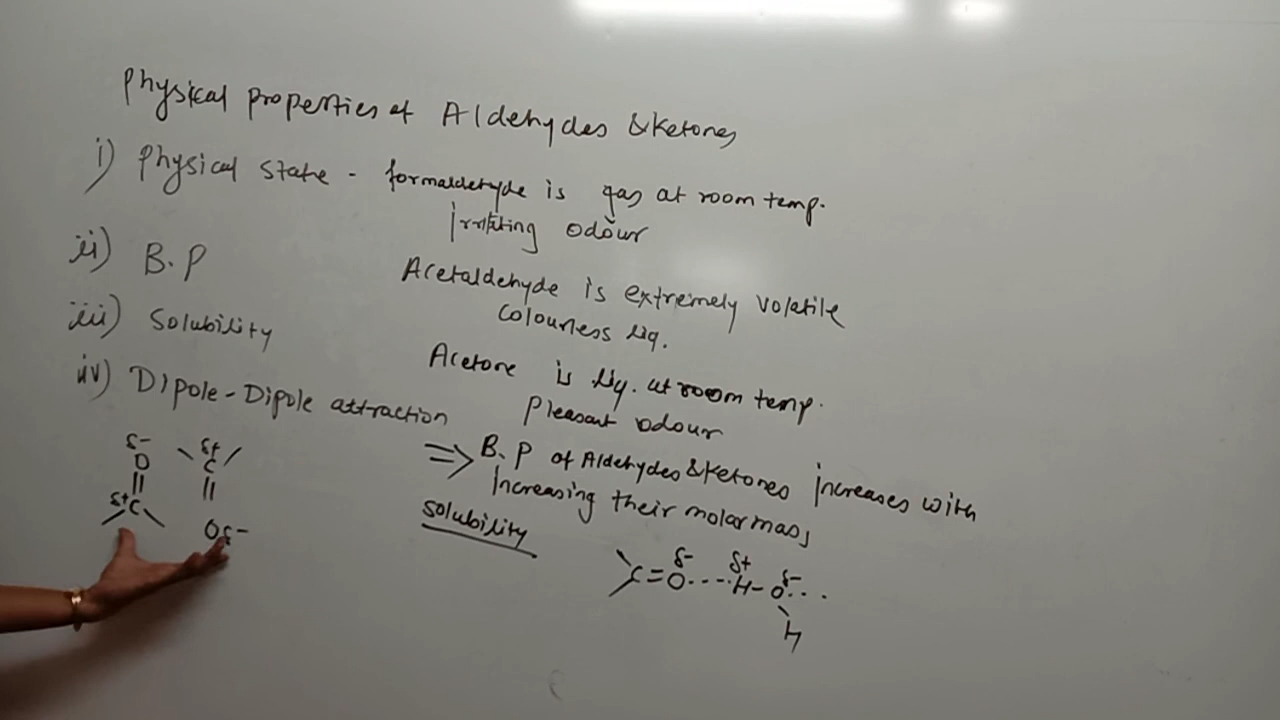 Physical properties of Aldehydes & Ketones
i) Physical State - formaldehyde is gas at room temp.
Irritating odour
ii) B.P
Acetaldehyde is extremely volatile
colourless liq.
iii) Solubility
Acetone is liq. at room temp.
Pleasant odour
iv) Dipole-Dipole attraction
⇒ B.P of Aldehydes & Ketones increases with
Increasing their molar mass
δ- δ+
O C
|| ||
δ+ C
O δ-
Solubility
δ- δ+ δ-
C=O----H-O...
H